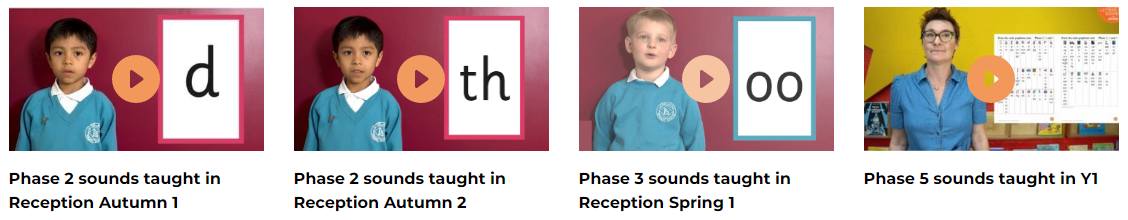 d
th
oo
Phase 2 sounds taught in
Reception Autumn 1
Phase 2 sounds taught in
Reception Autumn 2
Phase 3 sounds taught in
Reception Spring 1
Phase 5 sounds taught in Y1